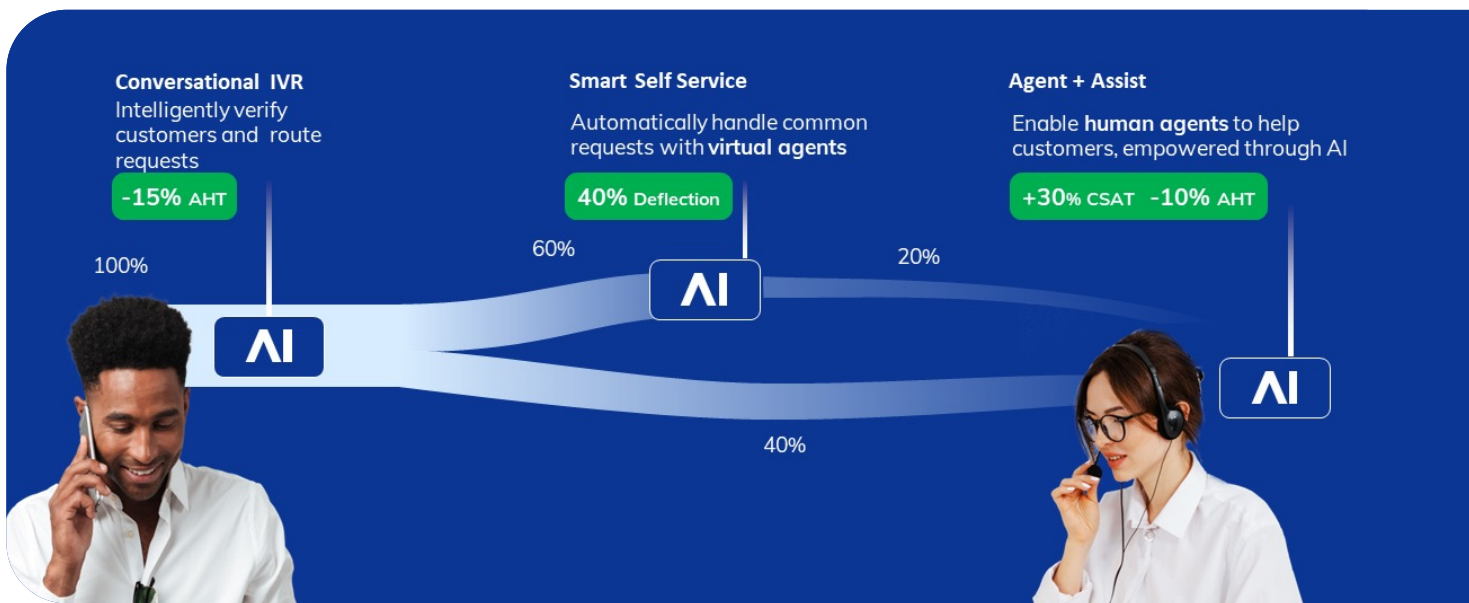 Conversational IVR
Intelligently verify
customers and route
requests
-15% AHT
Smart Self Service
Automatically handle common
requests with virtual agents
40% Deflection
Agent + Assist
Enable human agents to help
customers, empowered through AI
+30% CSAT -10% AHT
100%
60%
20%
40%
AI
AI
AI